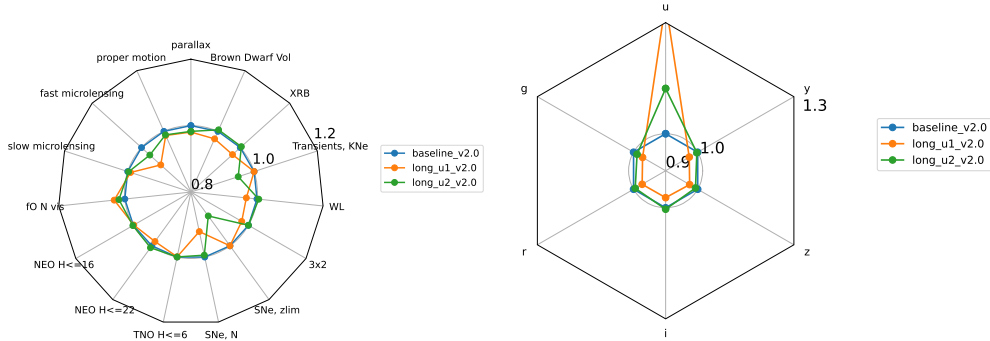 parallax
proper motion
Brown Dwarf Vol
fast microlensing
XRB
slow microlensing
Transients, KNe
fO N vis
WL
NEO H<=16
3x2
NEO H<=22
SNe, zlim
TNO H<=6
SNe, N
0.8
1.0
1.2
baseline_v2.0
long_u1_v2.0
long_u2_v2.0
u
g
y
r
z
i
0.9
1.0
1.3
baseline_v2.0
long_u1_v2.0
long_u2_v2.0